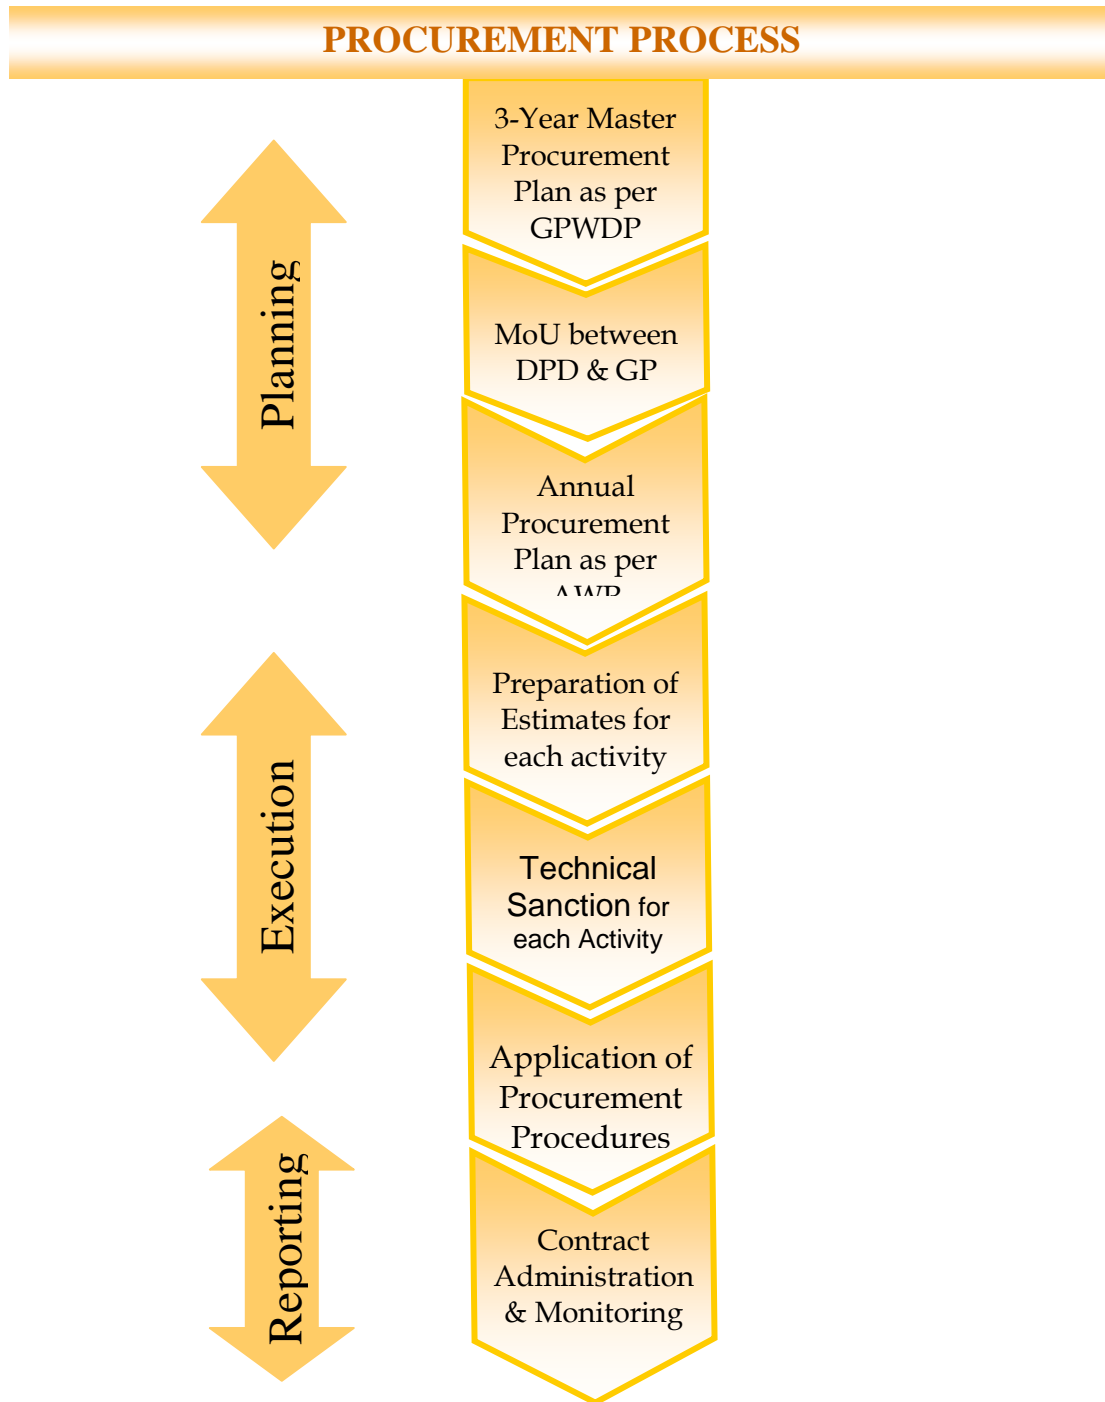 PROCUREMENT PROCESS
3-Year Master
Procurement
Plan as per
GPWDP
MoU between
DPD & GP
Annual
Procurement
Plan as per
Planning
Preparation of
Estimates for
each activity
Technical
Sanction for
each Activity
Application of
Procurement
Procedures
Execution
Contract
Administration
& Monitoring
Reporting